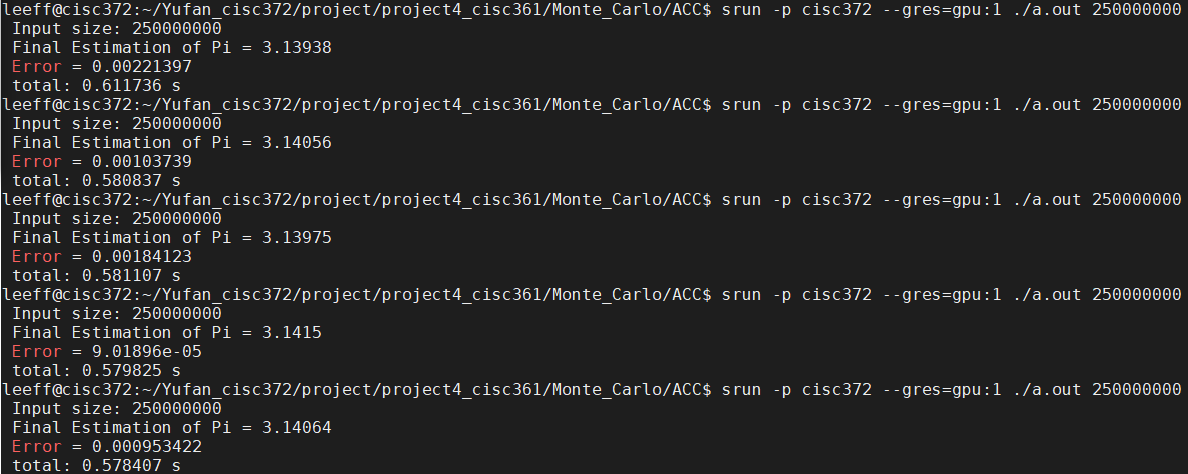 leeff@cisc372:~/Yufan_cisc372/project/project4_cisc361/Monte_Carlo/ACC$ srun -p cisc372 --gres=gpu:1 ./a.out 250000000
Input size: 250000000
Final Estimation of Pi = 3.13938
Error = 0.00221397
total: 0.611736 s
leeff@cisc372:~/Yufan_cisc372/project/project4_cisc361/Monte_Carlo/ACC$ srun -p cisc372 --gres=gpu:1 ./a.out 250000000
Input size: 250000000
Final Estimation of Pi = 3.14056
Error = 0.00103739
total: 0.580837 s
leeff@cisc372:~/Yufan_cisc372/project/project4_cisc361/Monte_Carlo/ACC$ srun -p cisc372 --gres=gpu:1 ./a.out 250000000
Input size: 250000000
Final Estimation of Pi = 3.13975
Error = 0.00184123
total: 0.581107 s
leeff@cisc372:~/Yufan_cisc372/project/project4_cisc361/Monte_Carlo/ACC$ srun -p cisc372 --gres=gpu:1 ./a.out 250000000
Input size: 250000000
Final Estimation of Pi = 3.1415
Error = 9.01896e-05
total: 0.579825 s
leeff@cisc372:~/Yufan_cisc372/project/project4_cisc361/Monte_Carlo/ACC$ srun -p cisc372 --gres=gpu:1 ./a.out 250000000
Input size: 250000000
Final Estimation of Pi = 3.14064
Error = 0.000953422
total: 0.578407 s